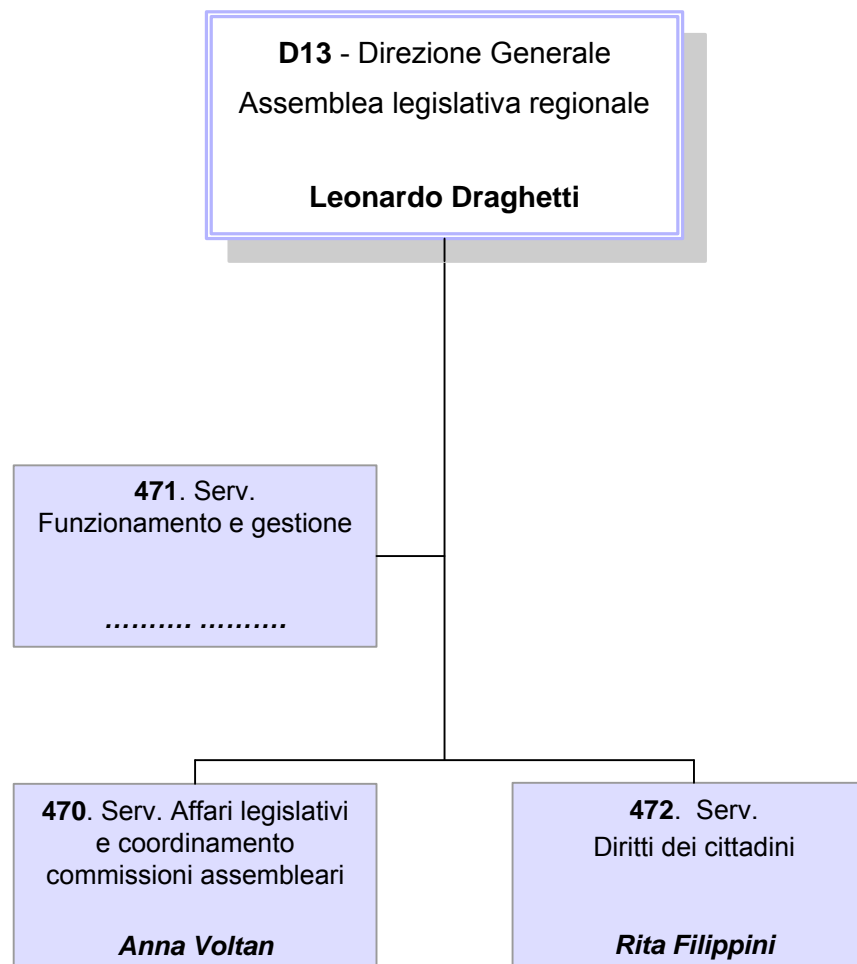 D13 - Direzione Generale
Assemblea legislativa regionale
Leonardo Draghetti
471. Serv.
Funzionamento e gestione
………. ……….
470. Serv. Affari legislativi
e coordinamento
commissioni assembleari
Anna Voltan
472. Serv.
Diritti dei cittadini
Rita Filippini